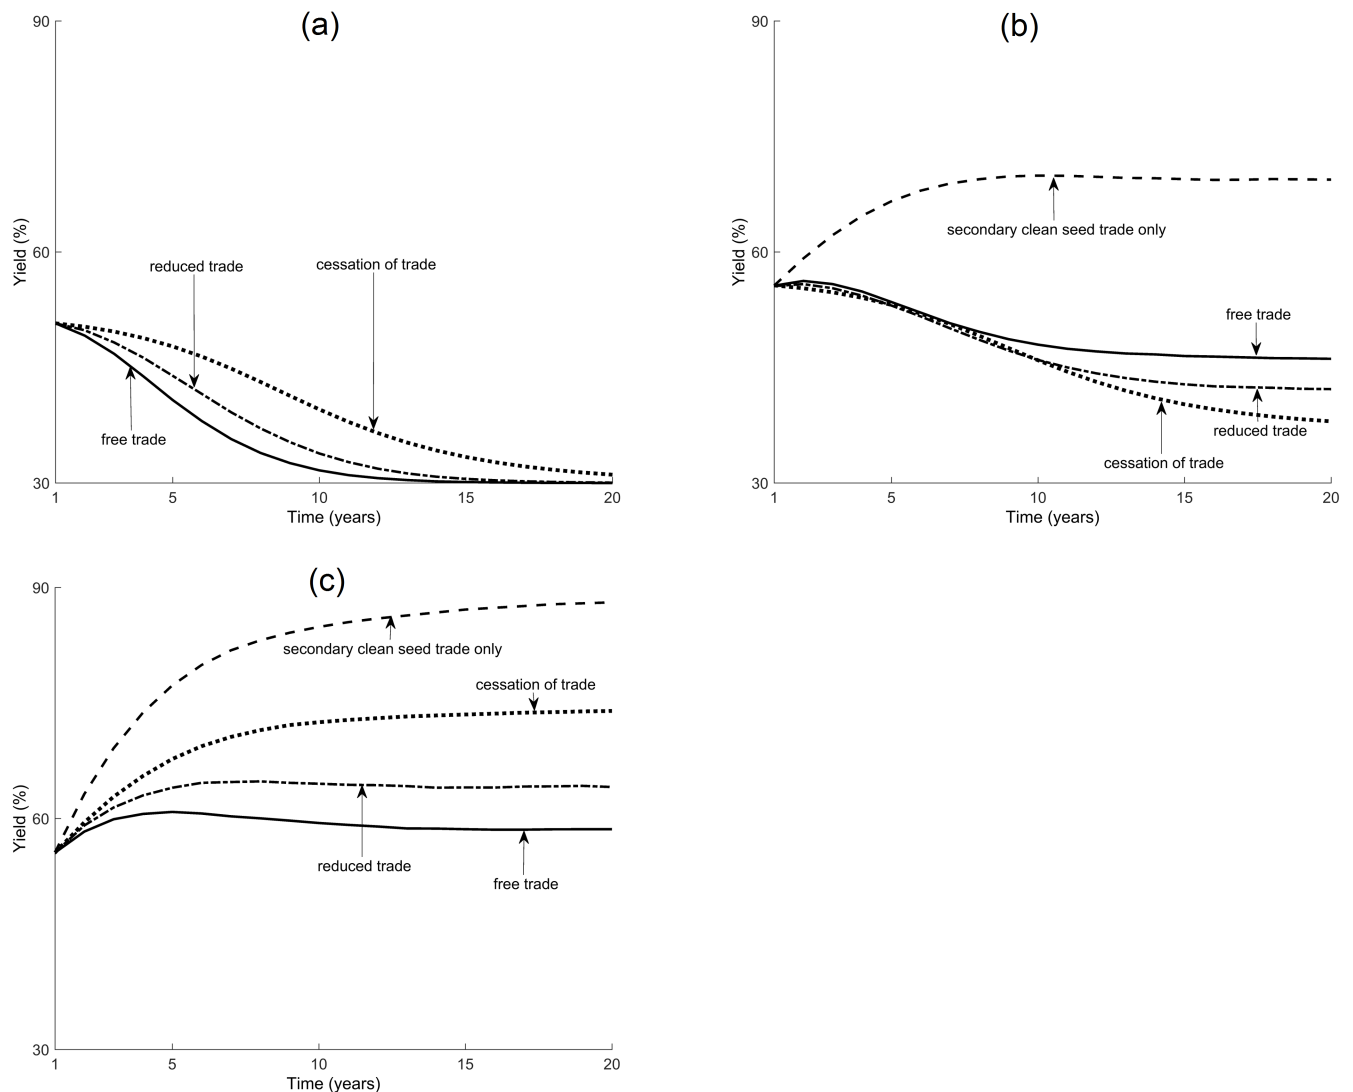 (a)
90
60
30
Yield (%)
reduced trade
cessation of trade
free trade
1
5
10
15
20
Time (years)
(b)
90
60
30
Yield (%)
secondary clean seed trade only
free trade
reduced trade
cessation of trade
1
5
10
15
20
Time (years)
(c)
90
60
30
Yield (%)
secondary clean seed trade only
cessation of trade
reduced trade
free trade
1
5
10
15
20
Time (years)